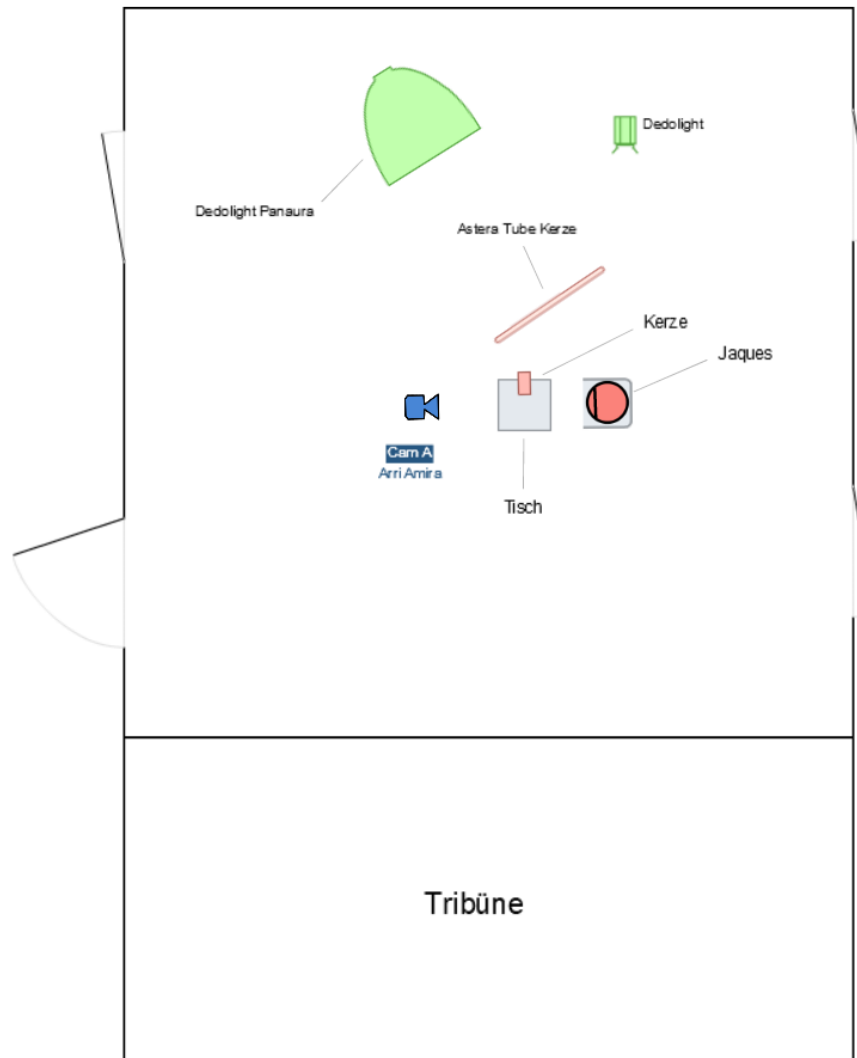 Dedolight
Dedolight Panaura
Astera Tube Kerze
Kerze
Jaques
Cam A
Arri Amira
Tisch
Tribüne